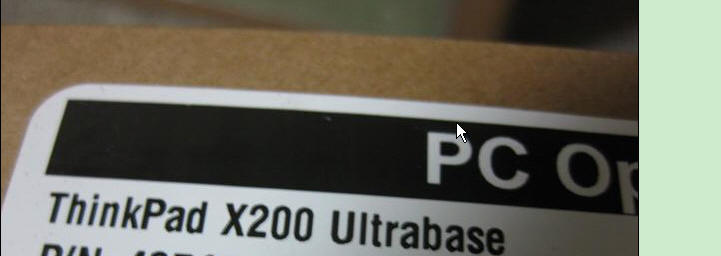 PC Op
ThinkPad X200 Ultrabase
P/N